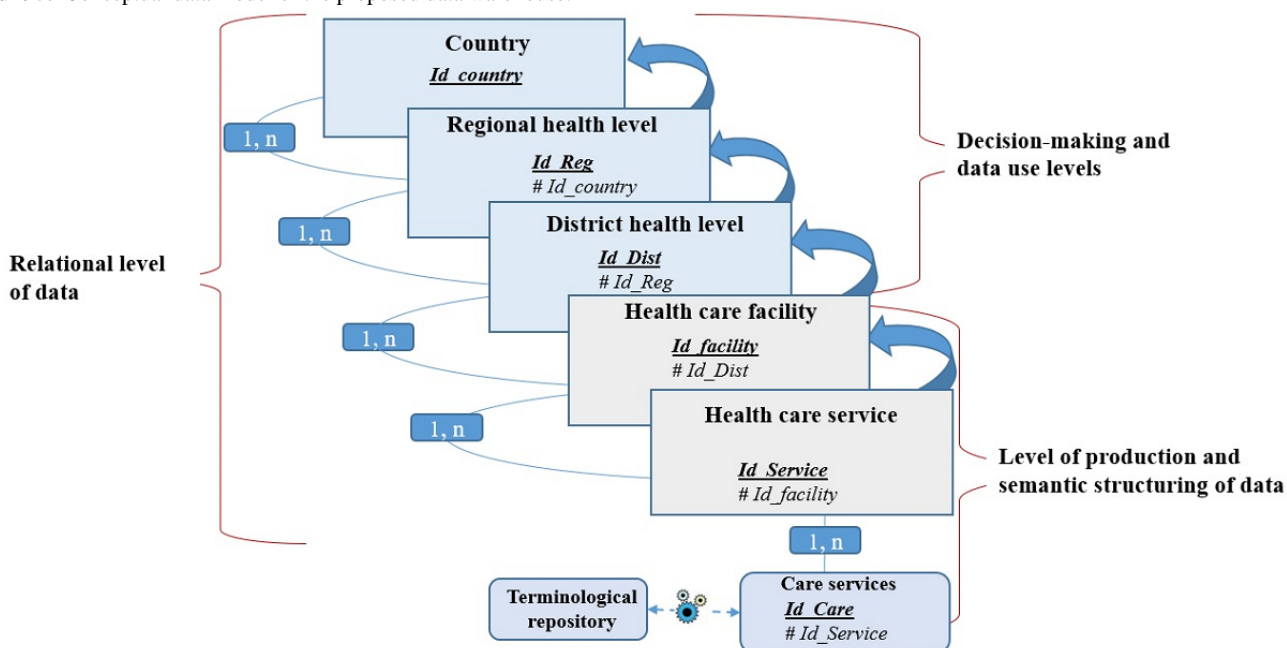 Country
Id_country
1, n
Regional health level
Id_Reg
# Id_country
Decision-making and
data use levels
1, n
District health level
Id_Dist
# Id_Reg
Relational level
of data
1, n
Health care facility
Id_facility
# Id_Dist
1, n
Health care service
Id_Service
# Id_facility
Level of production and
semantic structuring of data
1, n
Terminological
repository
Care services
Id_Care
# Id_Service